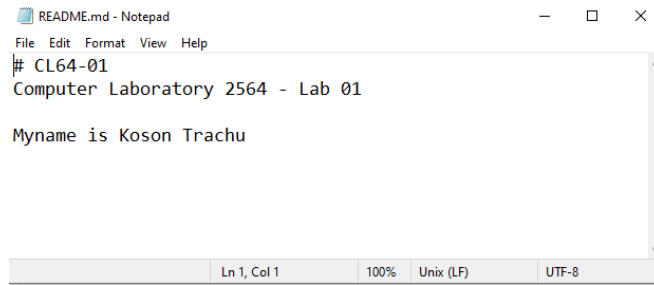 README.md - Notepad
File Edit Format View Help
# CL64-01
Computer Laboratory 2564 - Lab 01
Myname is Koson Trachu
Ln 1, Col 1 100% Unix (LF) UTF-8